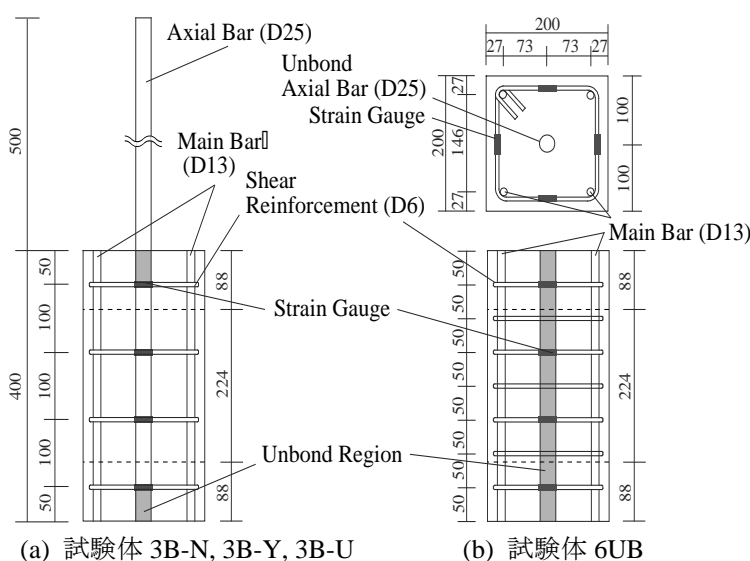 Axial Bar (D25)
500
Main Bar
(D13)
Shear
Reinforcement (D6)
50
100
100
100
50
400
88
224
88
Strain Gauge
Unbond Region
(a) 試験体 3B-N, 3B-Y, 3B-U
200
27 73 73 27
Unbond
Axial Bar (D25)
Strain Gauge
27
146
27
200
100
100
Main Bar (D13)
50
50
50
50
50
50
50
50
88
224
88
(b) 試験体 6UB